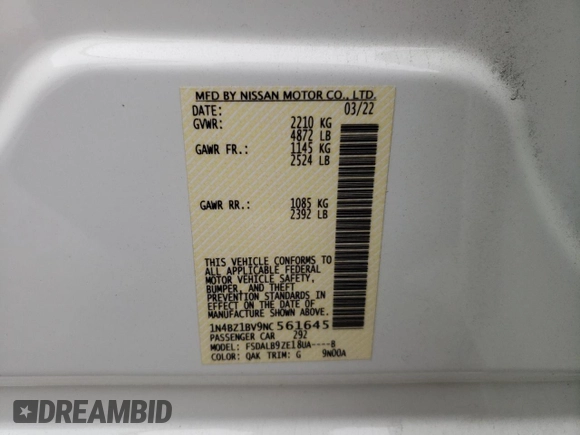 MFD BY NISSAN MOTOR CO., LTD.
DATE: 03/22
GVWR: 2210 KG
4872 LB
GAWR FR.: 1145 KG
2524 LB
GAWR RR.: 1085 KG
2392 LB
THIS VEHICLE CONFORMS TO
ALL APPLICABLE FEDERAL
MOTOR VEHICLE SAFETY,
BUMPER, AND THEFT
PREVENTION STANDARDS IN
EFFECT ON THE DATE OF
MANUFACTURE SHOWN ABOVE.
1N4BZ1BV9NC561645
PASSENGER CAR 292
MODEL: FSDALB9ZE18UA----B
COLOR: QAK TRIM: G 9N00A
DREAMBID